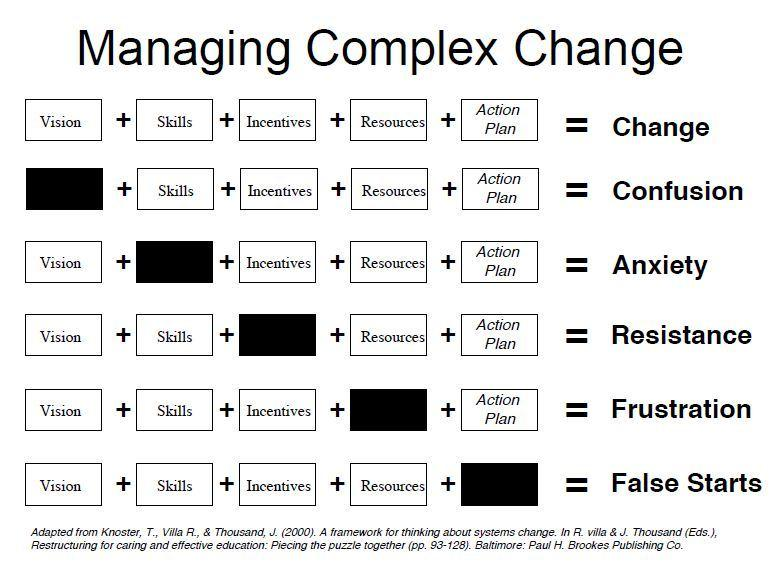 Managing Complex Change
Vision + Skills + Incentives + Resources + Action Plan = Change
+ Skills + Incentives + Resources + Action Plan = Confusion
Vision + + Incentives + Resources + Action Plan = Anxiety
Vision + Skills + + Resources + Action Plan = Resistance
Vision + Skills + Incentives + + Action Plan = Frustration
Vision + Skills + Incentives + Resources + = False Starts
Adapted from Knoster, T., Villa R., & Thousand, J. (2000). A framework for thinking about systems change. In R. villa & J. Thousand (Eds.),
Restructuring for caring and effective education: Piecing the puzzle together (pp. 93-128). Baltimore: Paul H. Brookes Publishing Co.